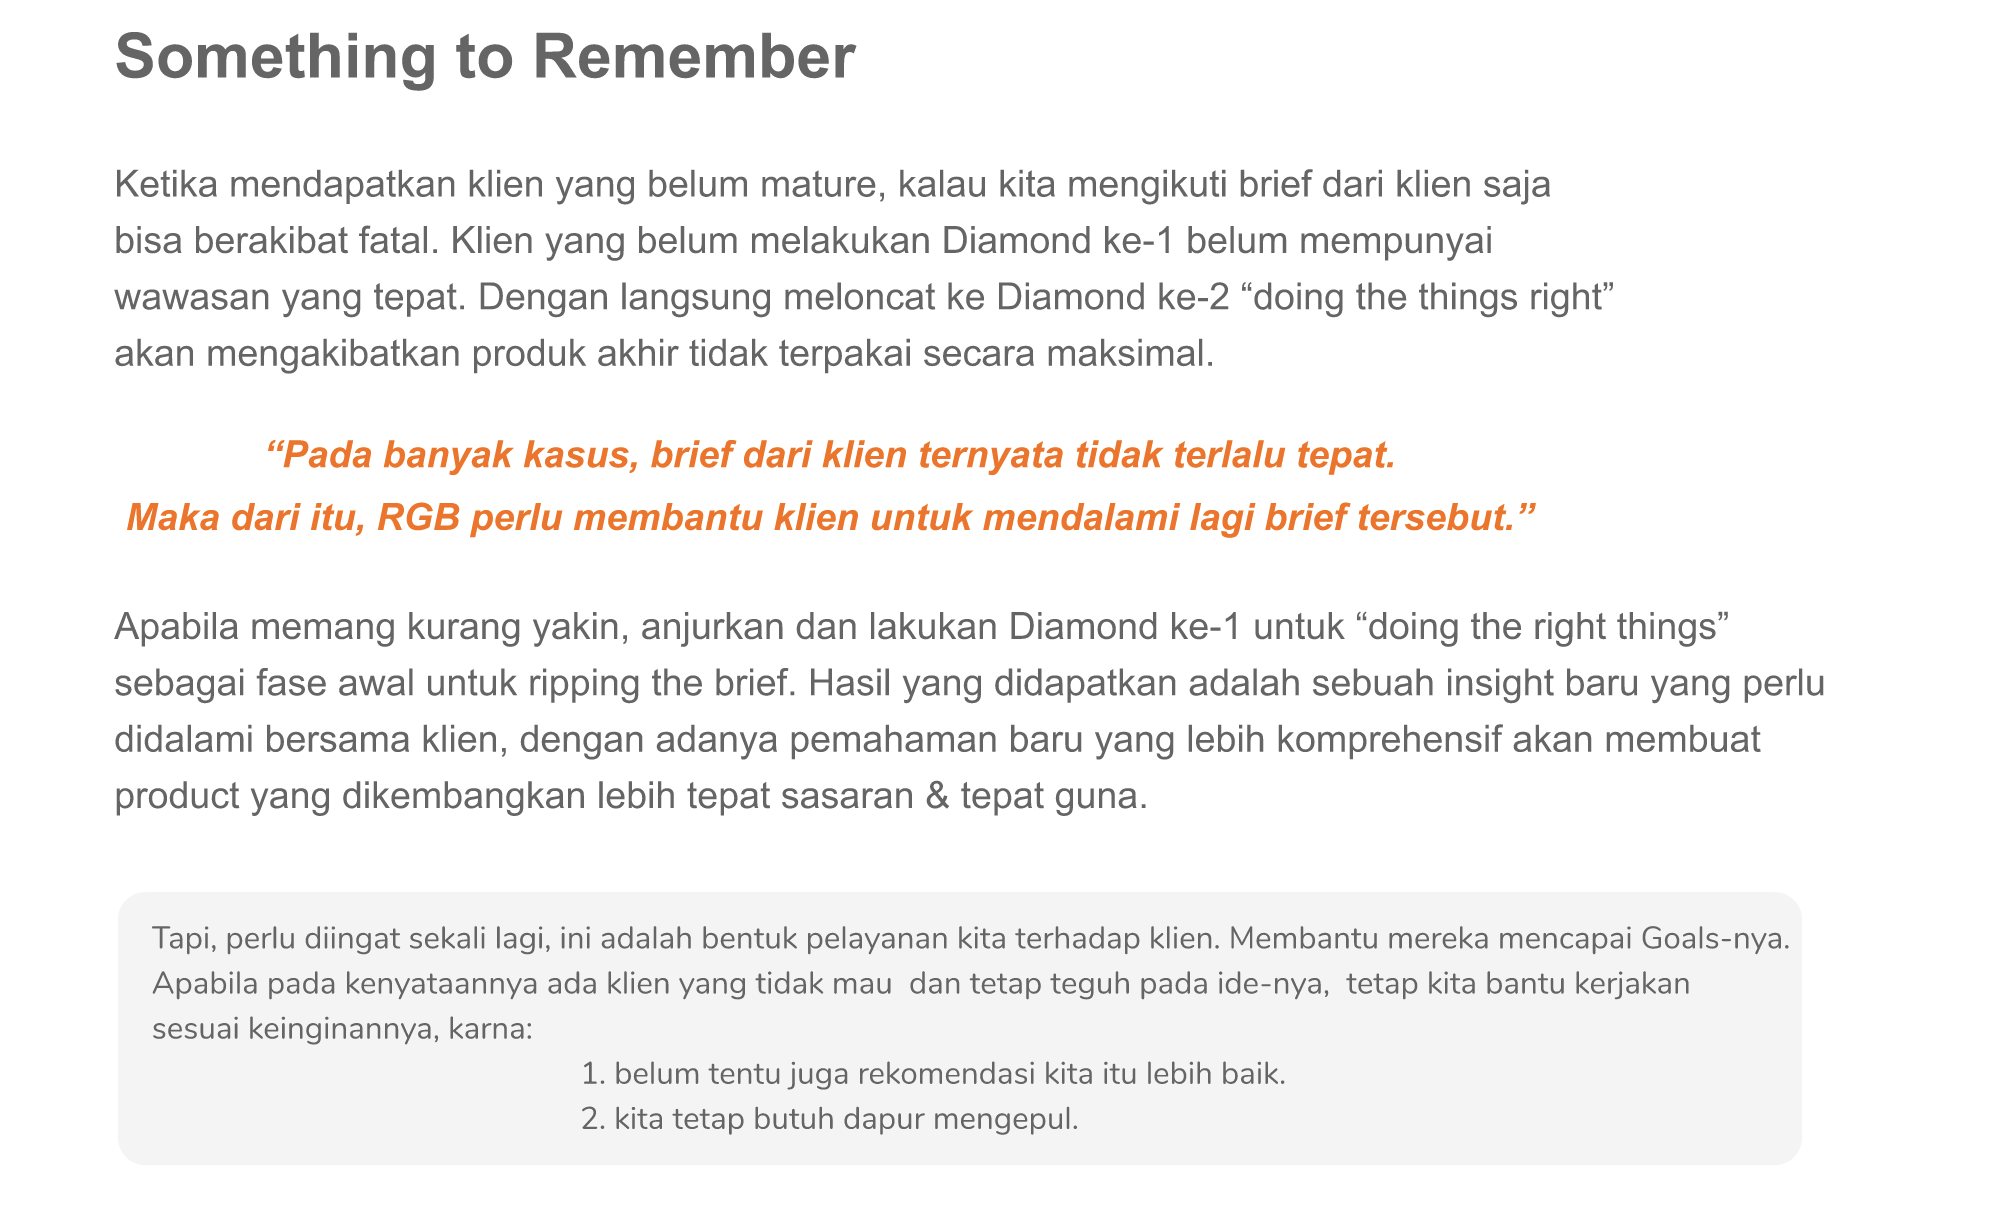 Something to Remember
Ketika mendapatkan klien yang belum mature, kalau kita mengikuti brief dari klien saja
bisa berakibat fatal. Klien yang belum melakukan Diamond ke-1 belum mempunyai
wawasan yang tepat. Dengan langsung meloncat ke Diamond ke-2 “doing the things right”
akan mengakibatkan produk akhir tidak terpakai secara maksimal.
“Pada banyak kasus, brief dari klien ternyata tidak terlalu tepat.
Maka dari itu, RGB perlu membantu klien untuk mendalami lagi brief tersebut.”
Apabila memang kurang yakin, anjurkan dan lakukan Diamond ke-1 untuk “doing the right things”
sebagai fase awal untuk ripping the brief. Hasil yang didapatkan adalah sebuah insight baru yang perlu
didalami bersama klien, dengan adanya pemahaman baru yang lebih komprehensif akan membuat
product yang dikembangkan lebih tepat sasaran & tepat guna.
Tapi, perlu diingat sekali lagi, ini adalah bentuk pelayanan kita terhadap klien. Membantu mereka mencapai Goals-nya.
Apabila pada kenyataannya ada klien yang tidak mau  dan tetap teguh pada ide-nya,  tetap kita bantu kerjakan
sesuai keinginannya, karna:
1. belum tentu juga rekomendasi kita itu lebih baik.
2. kita tetap butuh dapur mengepul.